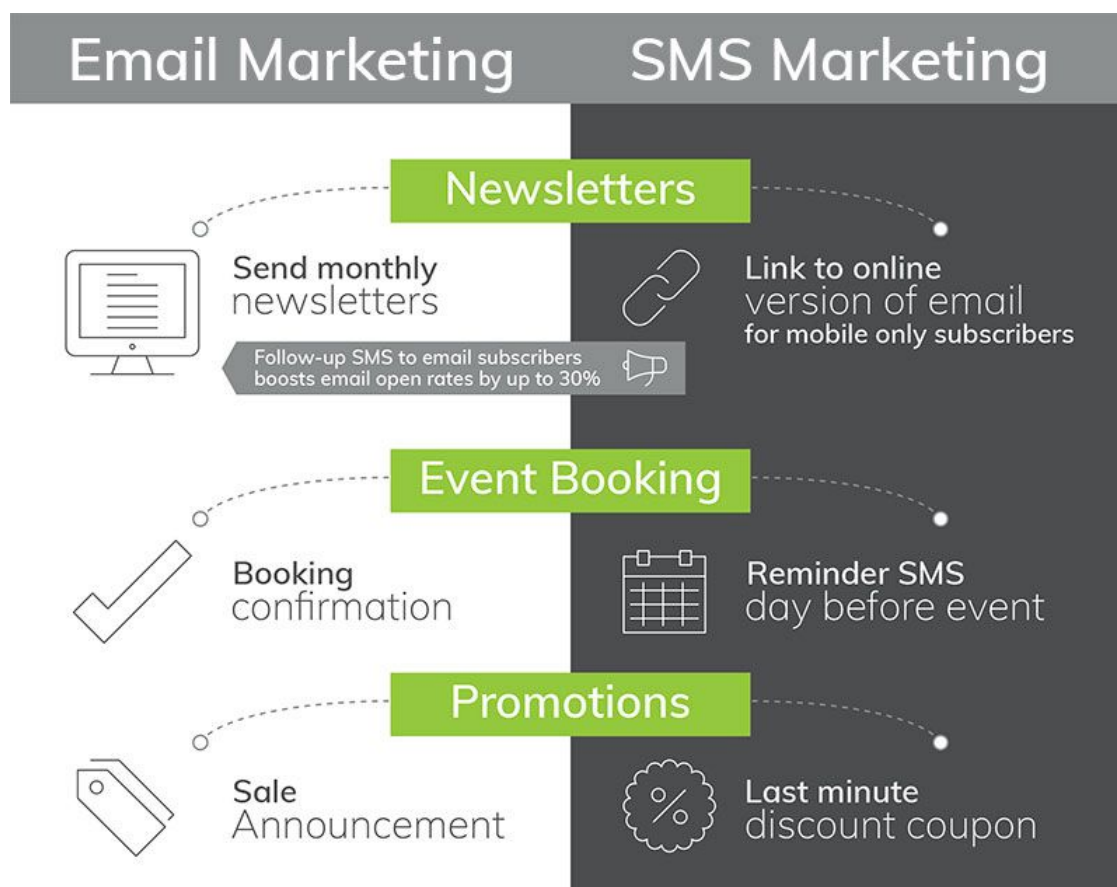 Email Marketing
SMS Marketing
Newsletters
Send monthly
newsletters
Link to online
version of email
for mobile only subscribers
Follow-up SMS to email subscribers
boosts email open rates by up to 30%
Event Booking
Booking
confirmation
Reminder SMS
day before event
Promotions
Sale
Announcement
%
Last minute
discount coupon